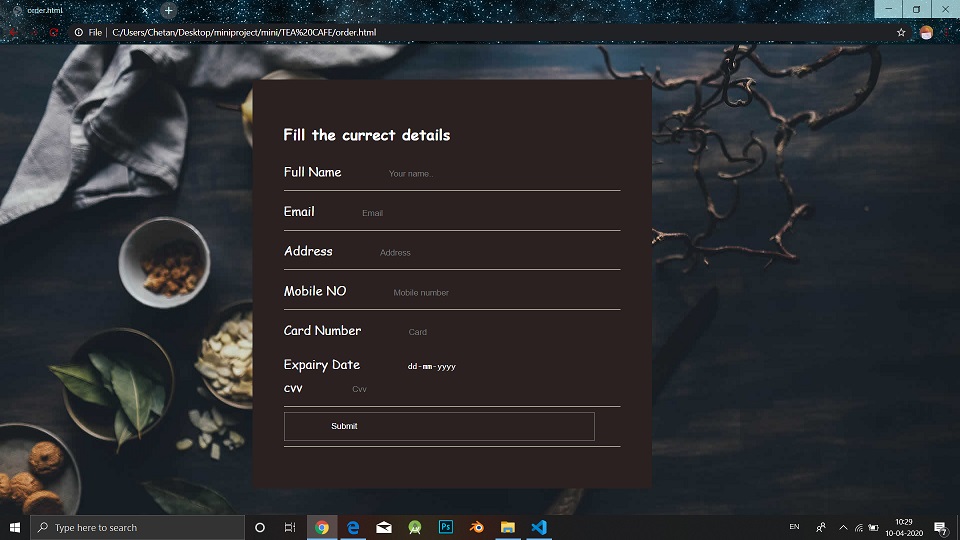 order.html
File C:/Users/Chetan/Desktop/miniproject/mini/TEA%20CAFE/order.html
Fill the currect details
Full Name Your name..
Email Email
Address Address
Mobile NO Mobile number
Card Number Card
Expairy Date dd-mm-yyyy
cvv Cvv
Submit
Type here to search
Ps
EN
10:29
10-04-2020
7